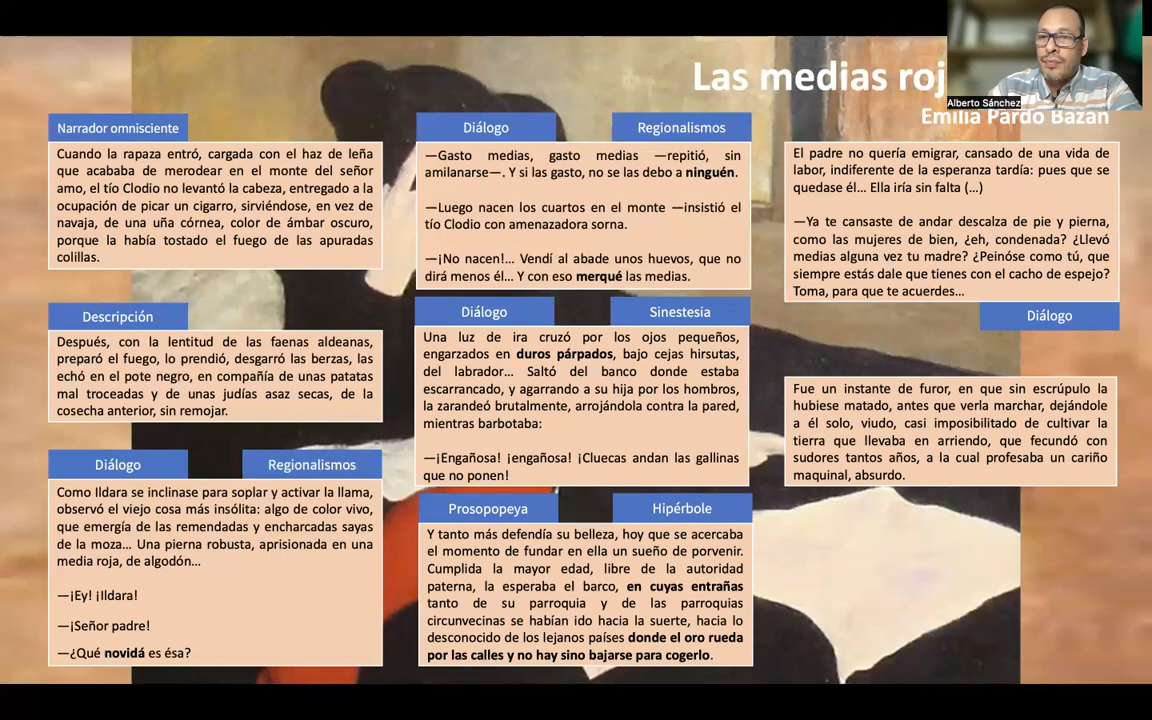 Las medias roj
Alberto Sánchez
Emilia Pardo Bazán
Narrador omnisciente
Cuando la rapaza entró, cargada con el haz de leña
que acababa de merodear en el monte del señor
amo, el tío Clodio no levantó la cabeza, entregado a la
ocupación de picar un cigarro, sirviéndose, en vez de
navaja, de una uña córnea, color de ámbar oscuro,
porque la había tostado el fuego de las apuradas
colillas.
Descripción
Después, con la lentitud de las faenas aldeanas,
preparó el fuego, lo prendió, desgarró las berzas, las
echó en el pote negro, en compañía de unas patatas
mal troceadas y de unas judías asaz secas, de la
cosecha anterior, sin remojar.
Diálogo
Regionalismos
Como Ildara se inclinase para soplar y activar la llama,
observó el viejo cosa más insólita: algo de color vivo,
que emergía de las remendadas y encharcadas sayas
de la moza... Una pierna robusta, aprisionada en una
media roja, de algodón...
—¡Ey! ¡Ildara!
—¡Señor padre!
—¿Qué novidá es ésa?
Diálogo
Regionalismos
—Gasto medias, gasto medias —repitió, sin
amilanarse—. Y si las gasto, no se las debo a ninguén.
—Luego nacen los cuartos en el monte —insistió el
tío Clodio con amenazadora sorna.
—¡No nacen!... Vendí al abade unos huevos, que no
dirá menos él... Y con eso merqué las medias.
Diálogo
Sinestesia
Una luz de ira cruzó por los ojos pequeños,
engarzados en duros párpados, bajo cejas hirsutas,
del labrador... Saltó del banco donde estaba
escarrancado, y agarrando a su hija por los hombros,
la zarandeó brutalmente, arrojándola contra la pared,
mientras barbotaba:
—¡Engañosa! ¡engañosa! ¡Cluecas andan las gallinas
que no ponen!
Prosopopeya
Hipérbole
Y tanto más defendía su belleza, hoy que se acercaba
el momento de fundar en ella un sueño de porvenir.
Cumplida la mayor edad, libre de la autoridad
paterna, la esperaba el barco, en cuyas entrañas
tanto de su parroquia y de las parroquias
circunvecinas se habían ido hacia la suerte, hacia lo
desconocido de los lejanos países donde el oro rueda
por las calles y no hay sino bajarse para cogerlo.
El padre no quería emigrar, cansado de una vida de
labor, indiferente de la esperanza tardía: pues que se
quedase él... Ella iría sin falta (...)
—Ya te cansaste de andar descalza de pie y pierna,
como las mujeres de bien, ¿eh, condenada? ¿Llevó
medias alguna vez tu madre? ¿Peinóse como tú, que
siempre estás dale que tienes con el cacho de espejo?
Toma, para que te acuerdes...
Diálogo
Fue un instante de furor, en que sin escrúpulo la
hubiese matado, antes que verla marchar, dejándole
a él solo, viudo, casi imposibilitado de cultivar la
tierra que llevaba en arriendo, que fecundó con
sudores tantos años, a la cual profesaba un cariño
maquinal, absurdo.